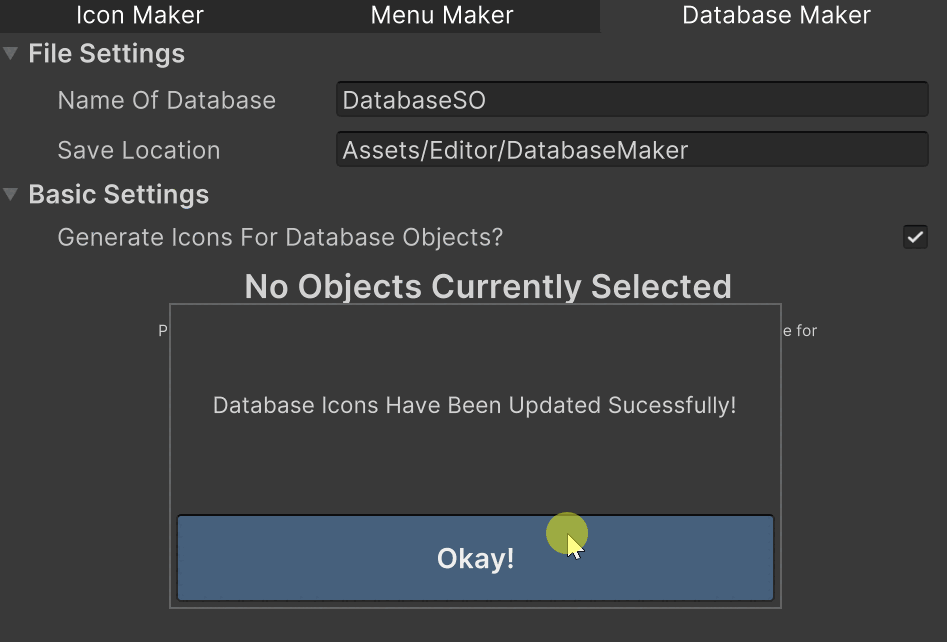 Icon Maker Menu Maker Database Maker
File Settings
Name Of Database DatabaseSO
Save Location Assets/Editor/DatabaseMaker
Basic Settings
Generate Icons For Database Objects?
No Objects Currently Selected
P e for
Database Icons Have Been Updated Sucessfully!
Okay!